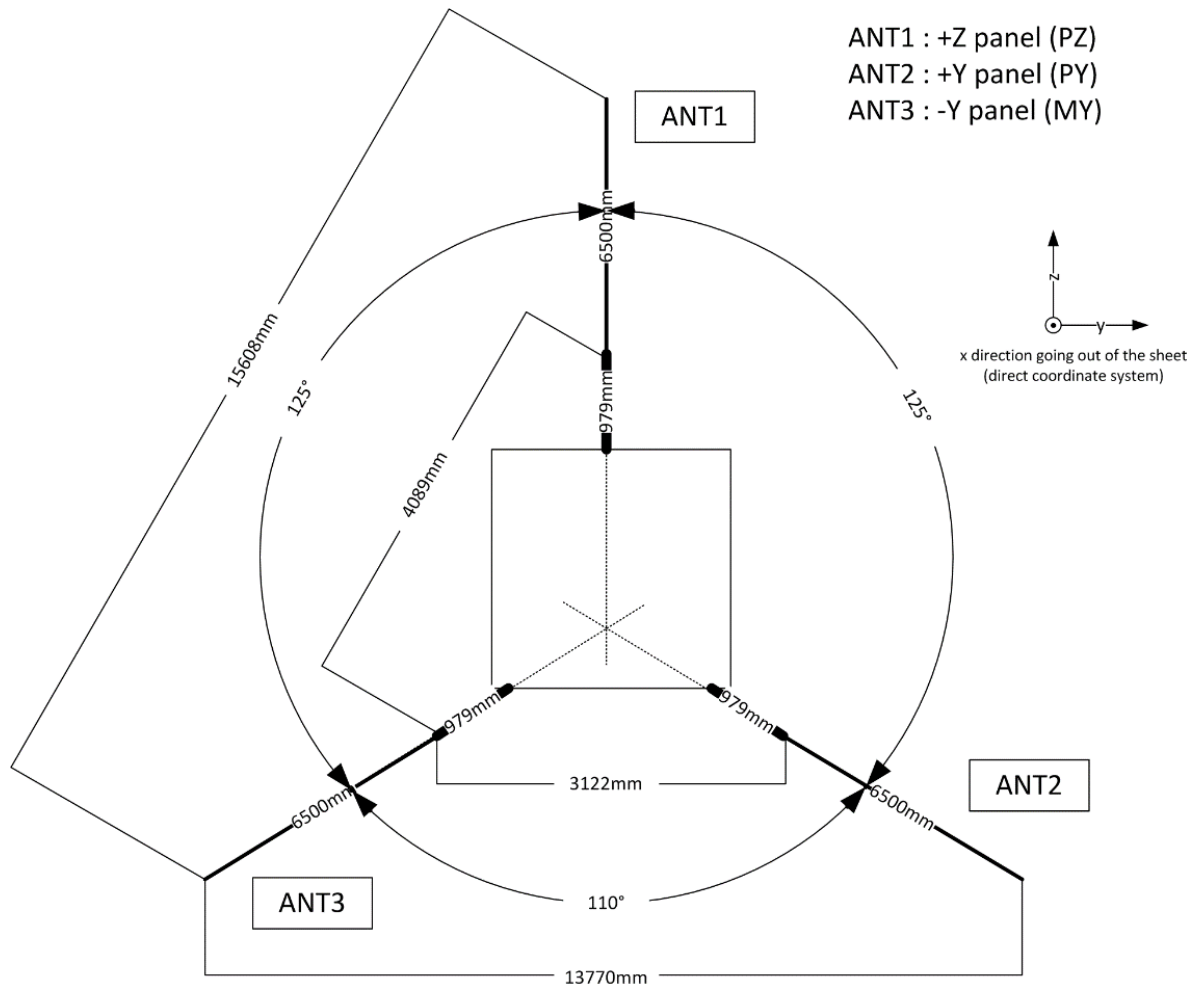 ANT1 : +Z panel (PZ)
ANT2 : +Y panel (PY)
ANT3 : -Y panel (MY)
ANT1
6500mm
z
y
x direction going out of the sheet
(direct coordinate system)
15608mm
125°
979mm
125°
4089mm
979mm
979mm
3122mm
ANT2
6500mm
6500mm
ANT3
110°
13770mm